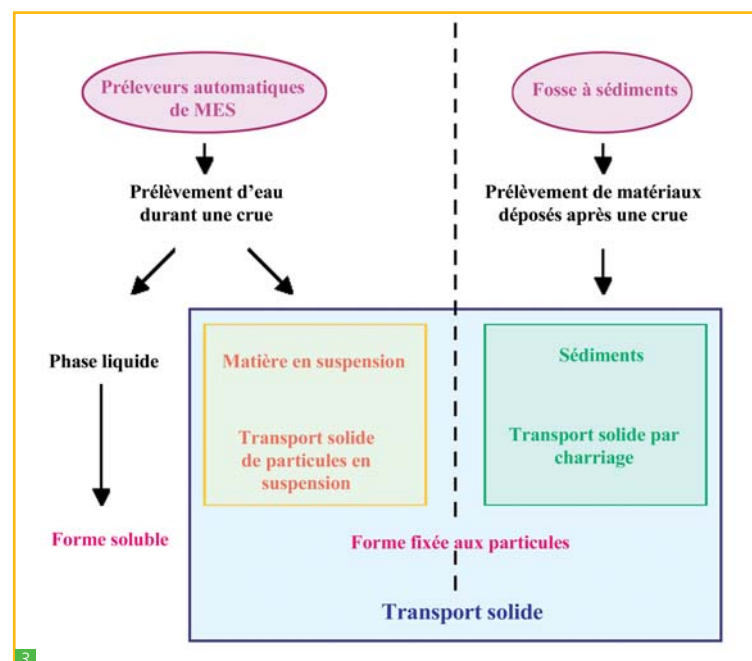 Préleveurs automatiques
de MES
Fosse à sédiments
Prélèvement d'eau
durant une crue
Prélèvement de matériaux
déposés après une crue
Phase liquide
Matière en suspension
Sédiments
Transport solide
de particules en
suspension
Transport solide par
charriage
Forme soluble
Forme fixée aux particules
Transport solide
3